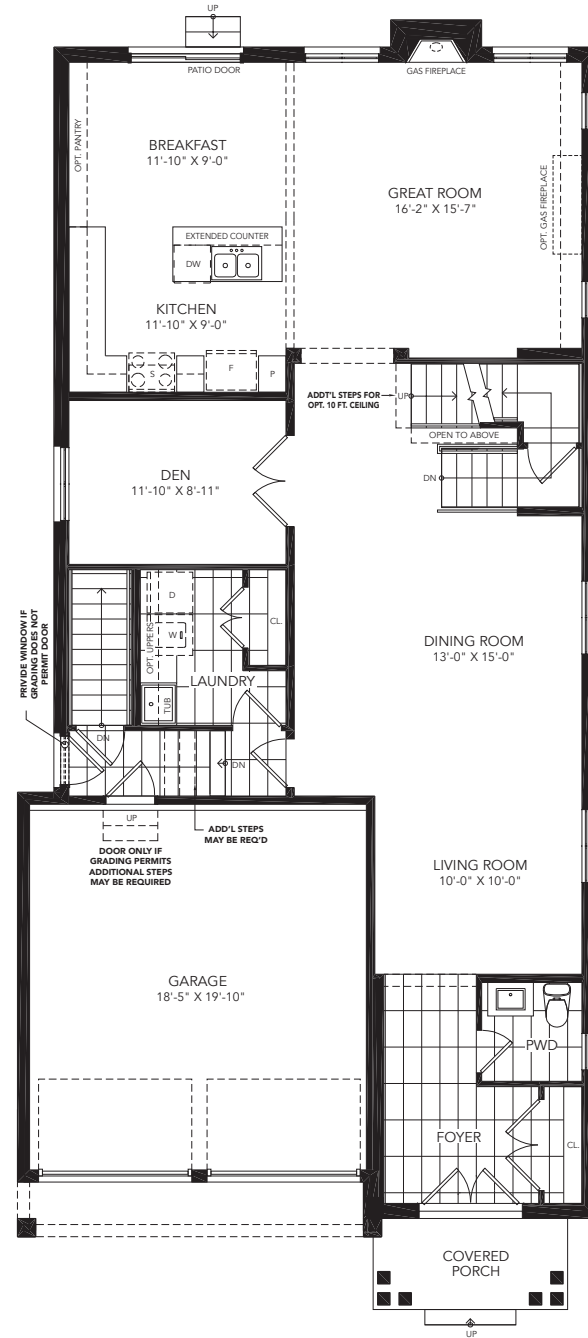 UP
PATIO DOOR
GAS FIREPLACE
OPT. PANTRY
BREAKFAST
11'-10" X 9'-0"
GREAT ROOM
16'-2" X 15'-7"
OPT. GAS FIREPLACE
EXTENDED COUNTER
DW
KITCHEN
11'-10" X 9'-0"
S
F
P
ADDT'L STEPS FOR
OPT. 10 FT. CEILING
UP
OPEN TO ABOVE
DN
DEN
11'-10" X 8'-11"
D
W
OPT. UPPERS
CL.
LAUNDRY
TUB
DINING ROOM
13'-0" X 15'-0"
PRIVIDE WINDOW IF
GRADING DOES NOT
PERMIT DOOR
DN
DN
UP
ADD'L STEPS
MAY BE REQ'D
DOOR ONLY IF
GRADING PERMITS
ADDITIONAL STEPS
MAY BE REQUIRED
LIVING ROOM
10'-0" X 10'-0"
GARAGE
18'-5" X 19'-10"
PWD
FOYER
CL.
COVERED
PORCH
UP